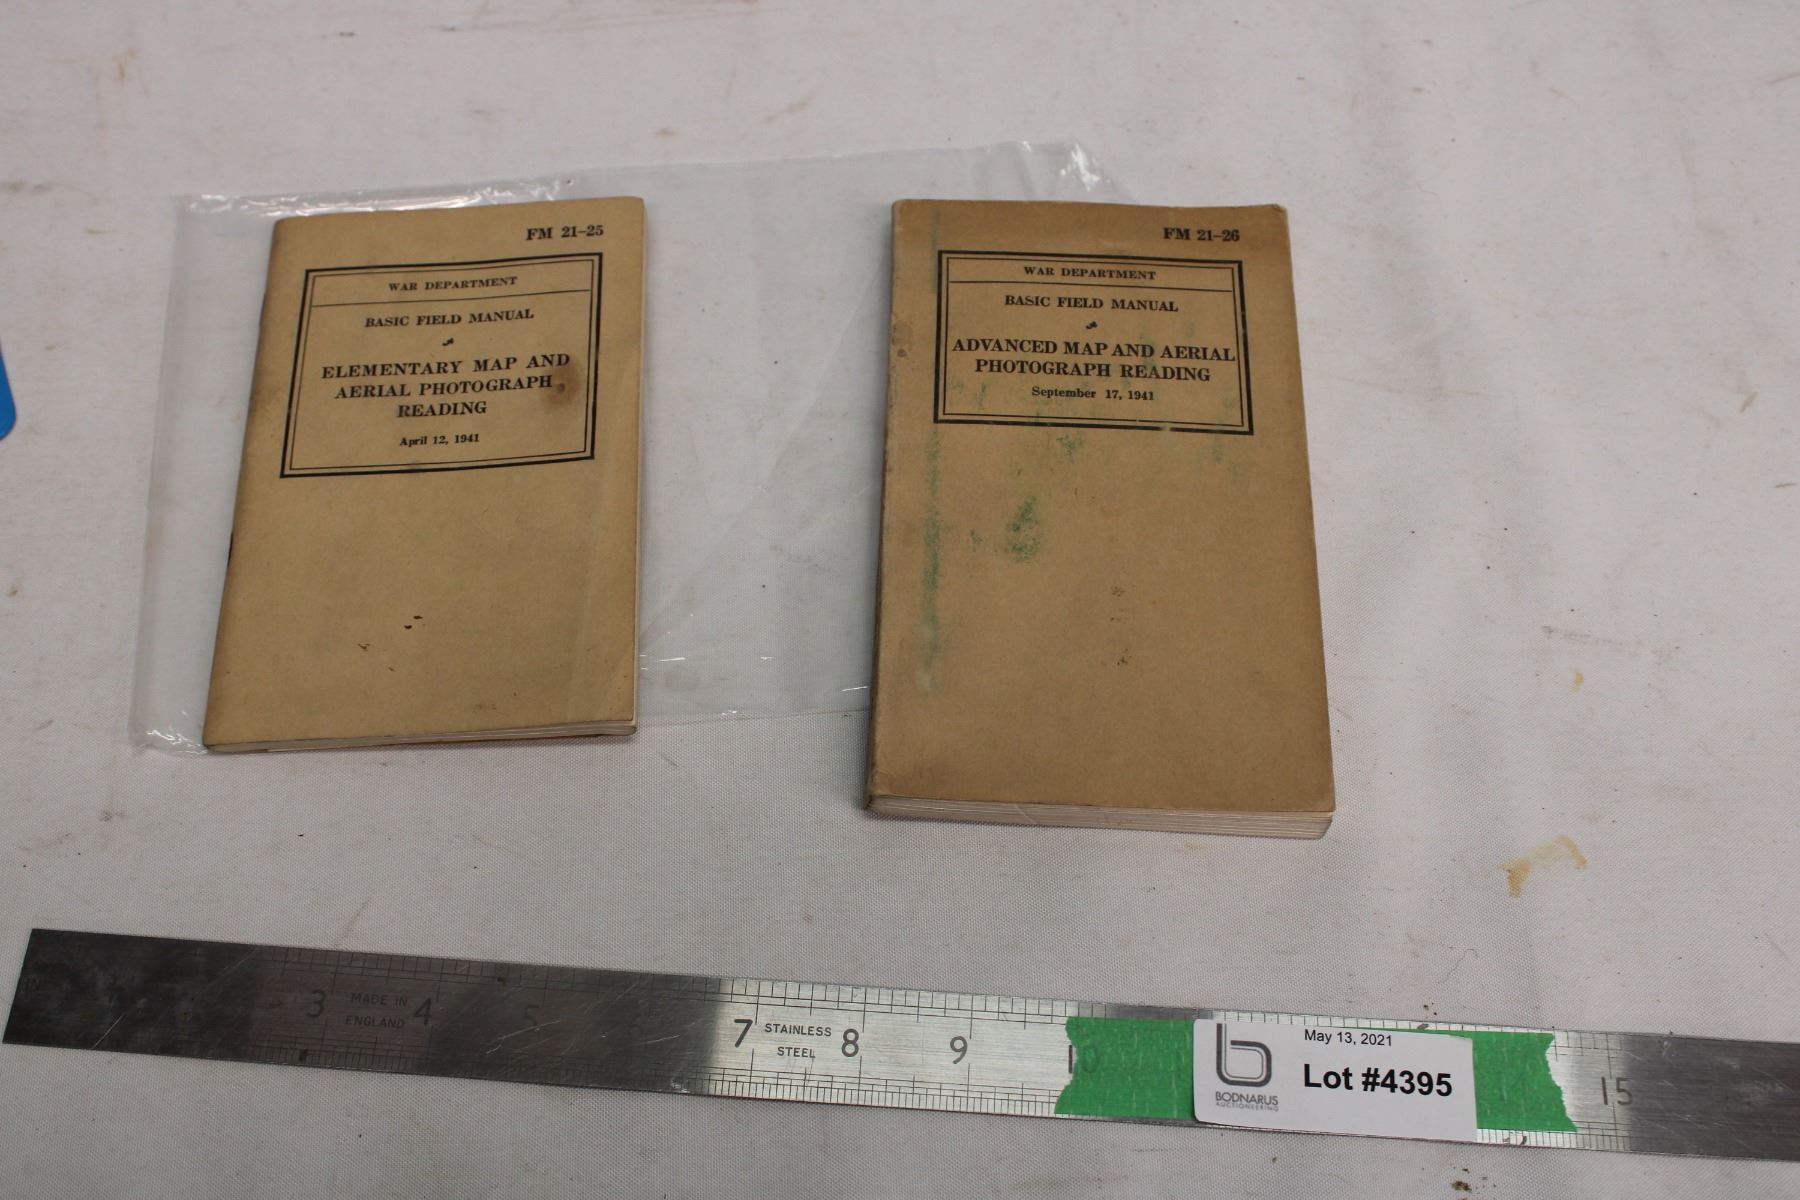 FM 21-25
WAR DEPARTMENT
BASIC FIELD MANUAL
ELEMENTARY MAP AND
AERIAL PHOTOGRAPH
READING
April 12, 1941
FM 21-26
WAR DEPARTMENT
BASIC FIELD MANUAL
ADVANCED MAP AND AERIAL
PHOTOGRAPH READING
September 17, 1941
3 MADE IN ENGLAND 4 5 6 7 STAINLESS STEEL 8 9 10 15
May 13, 2021
Lot #4395
BODNARUS
AUCTIONEERING